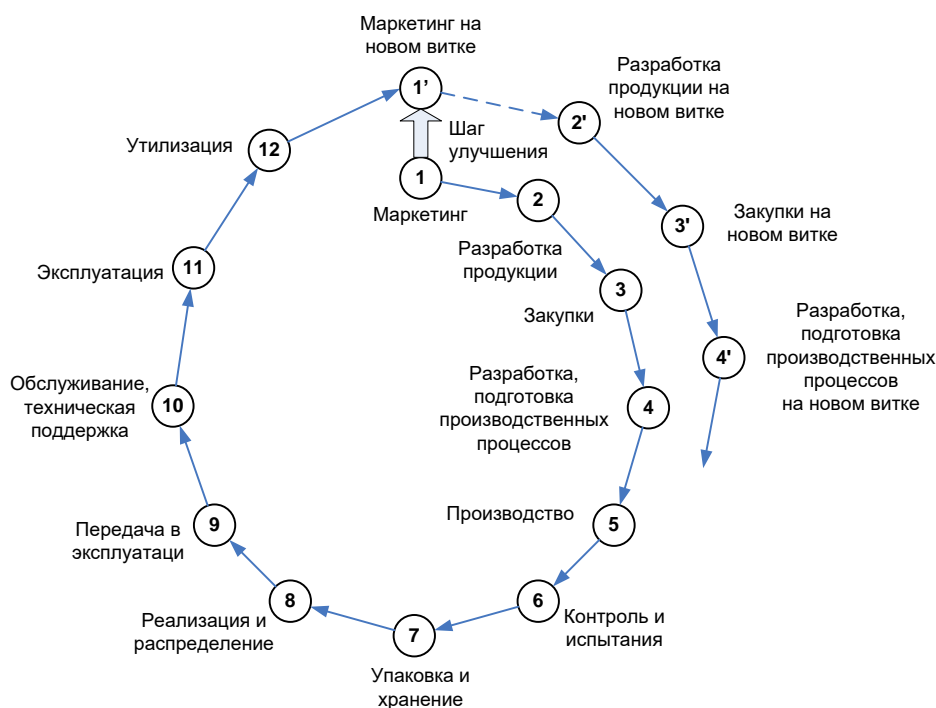 Маркетинг на
новом витке
1'
Шаг
улучшения
1
Маркетинг
2
Разработка
продукции
3
Закупки
4
Разработка,
подготовка
производственных
процессов
5
Производство
6
Контроль и
испытания
7
Упаковка и
хранение
8
Реализация и
распределение
9
Передача в
эксплуатаци
10
Обслуживание,
техническая
поддержка
11
Эксплуатация
12
Утилизация
2'
Разработка
продукции на
новом витке
3'
Закупки на
новом витке
4'
Разработка,
подготовка
производственных
процессов
на новом витке